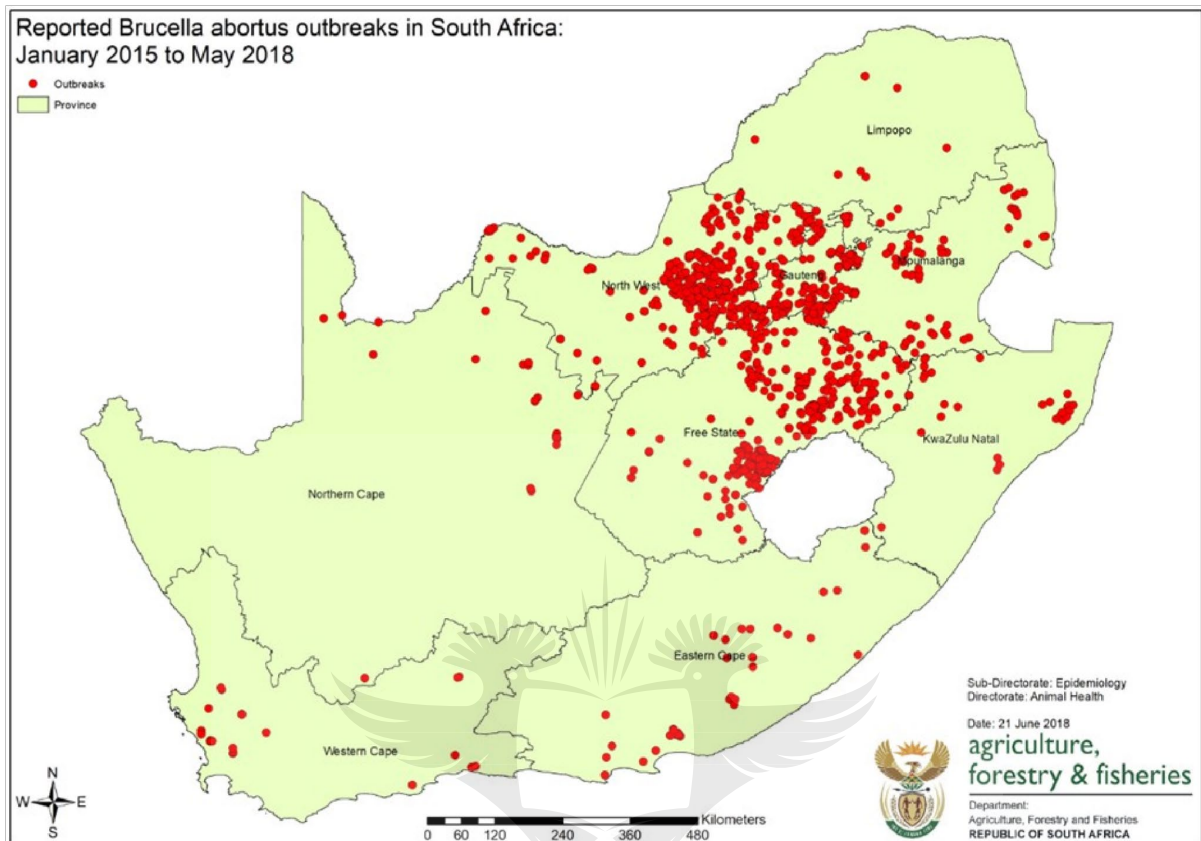 Reported Brucella abortus outbreaks in South Africa:
January 2015 to May 2018
Outbreaks
Province
Limpopo
Mpumalanga
Gauteng
North West
Free State
KwaZulu Natal
Northern Cape
Eastern Cape
Western Cape
Sub-Directorate: Epidemiology
Directorate: Animal Health
Date: 21 June 2018
agriculture,
forestry & fisheries
Department:
Agriculture, Forestry and Fisheries
REPUBLIC OF SOUTH AFRICA
N
W E
S
Kilometers
0 60 120 240 360 480